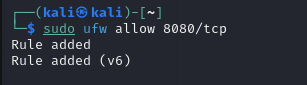 ┌──(kali㉿kali)-[~]
└─$ sudo ufw allow 8080/tcp
Rule added
Rule added (v6)